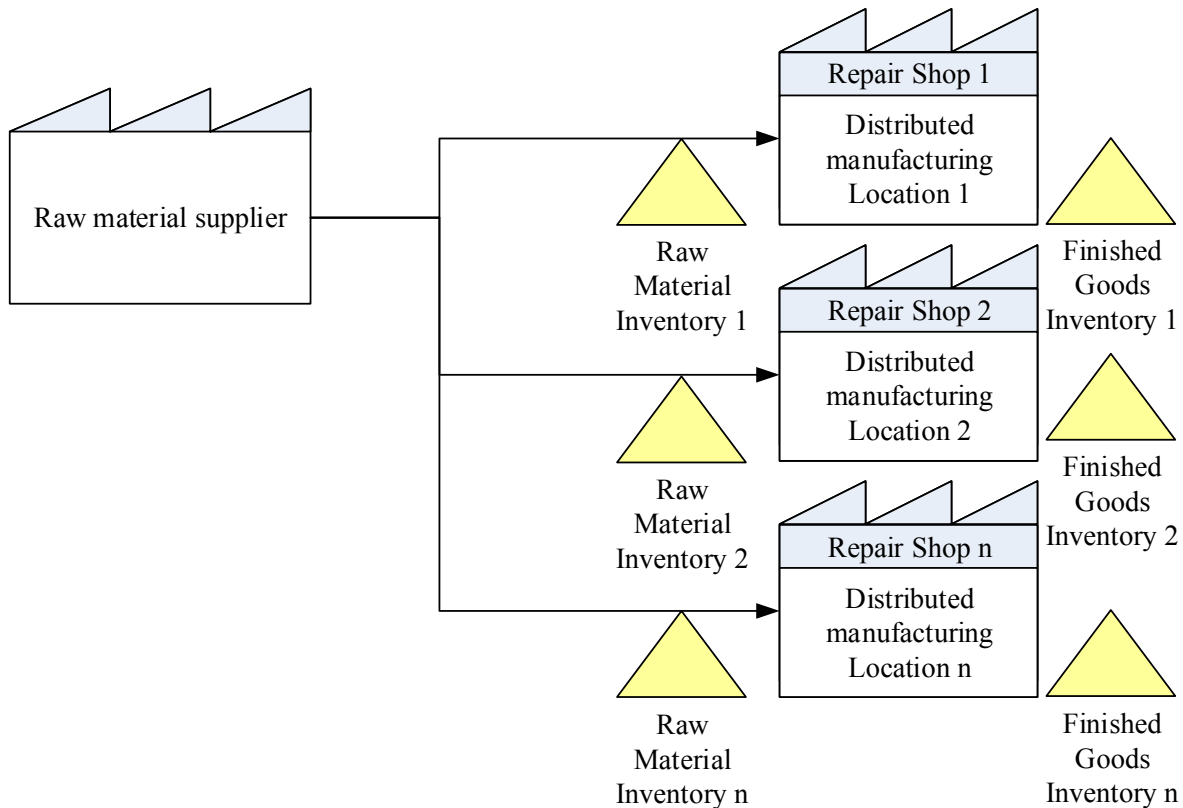 Raw material supplier
Repair Shop 1
Distributed
manufacturing
Location 1
Raw
Material
Inventory 1
Finished
Goods
Inventory 1
Repair Shop 2
Distributed
manufacturing
Location 2
Raw
Material
Inventory 2
Finished
Goods
Inventory 2
Repair Shop n
Distributed
manufacturing
Location n
Raw
Material
Inventory n
Finished
Goods
Inventory n